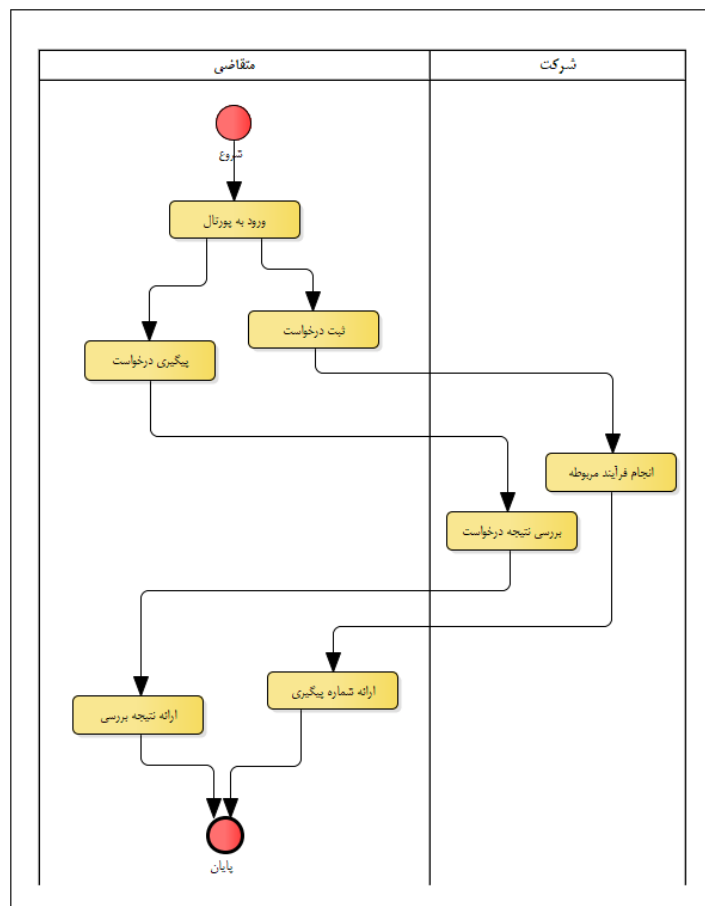 شرکت
متقاضی
شروع
ورود به پورتال
ثبت درخواست
پیگیری درخواست
انجام فرآیند مربوطه
بررسی نتیجه درخواست
ارائه شماره پیگیری
ارائه نتیجه بررسی
پایان